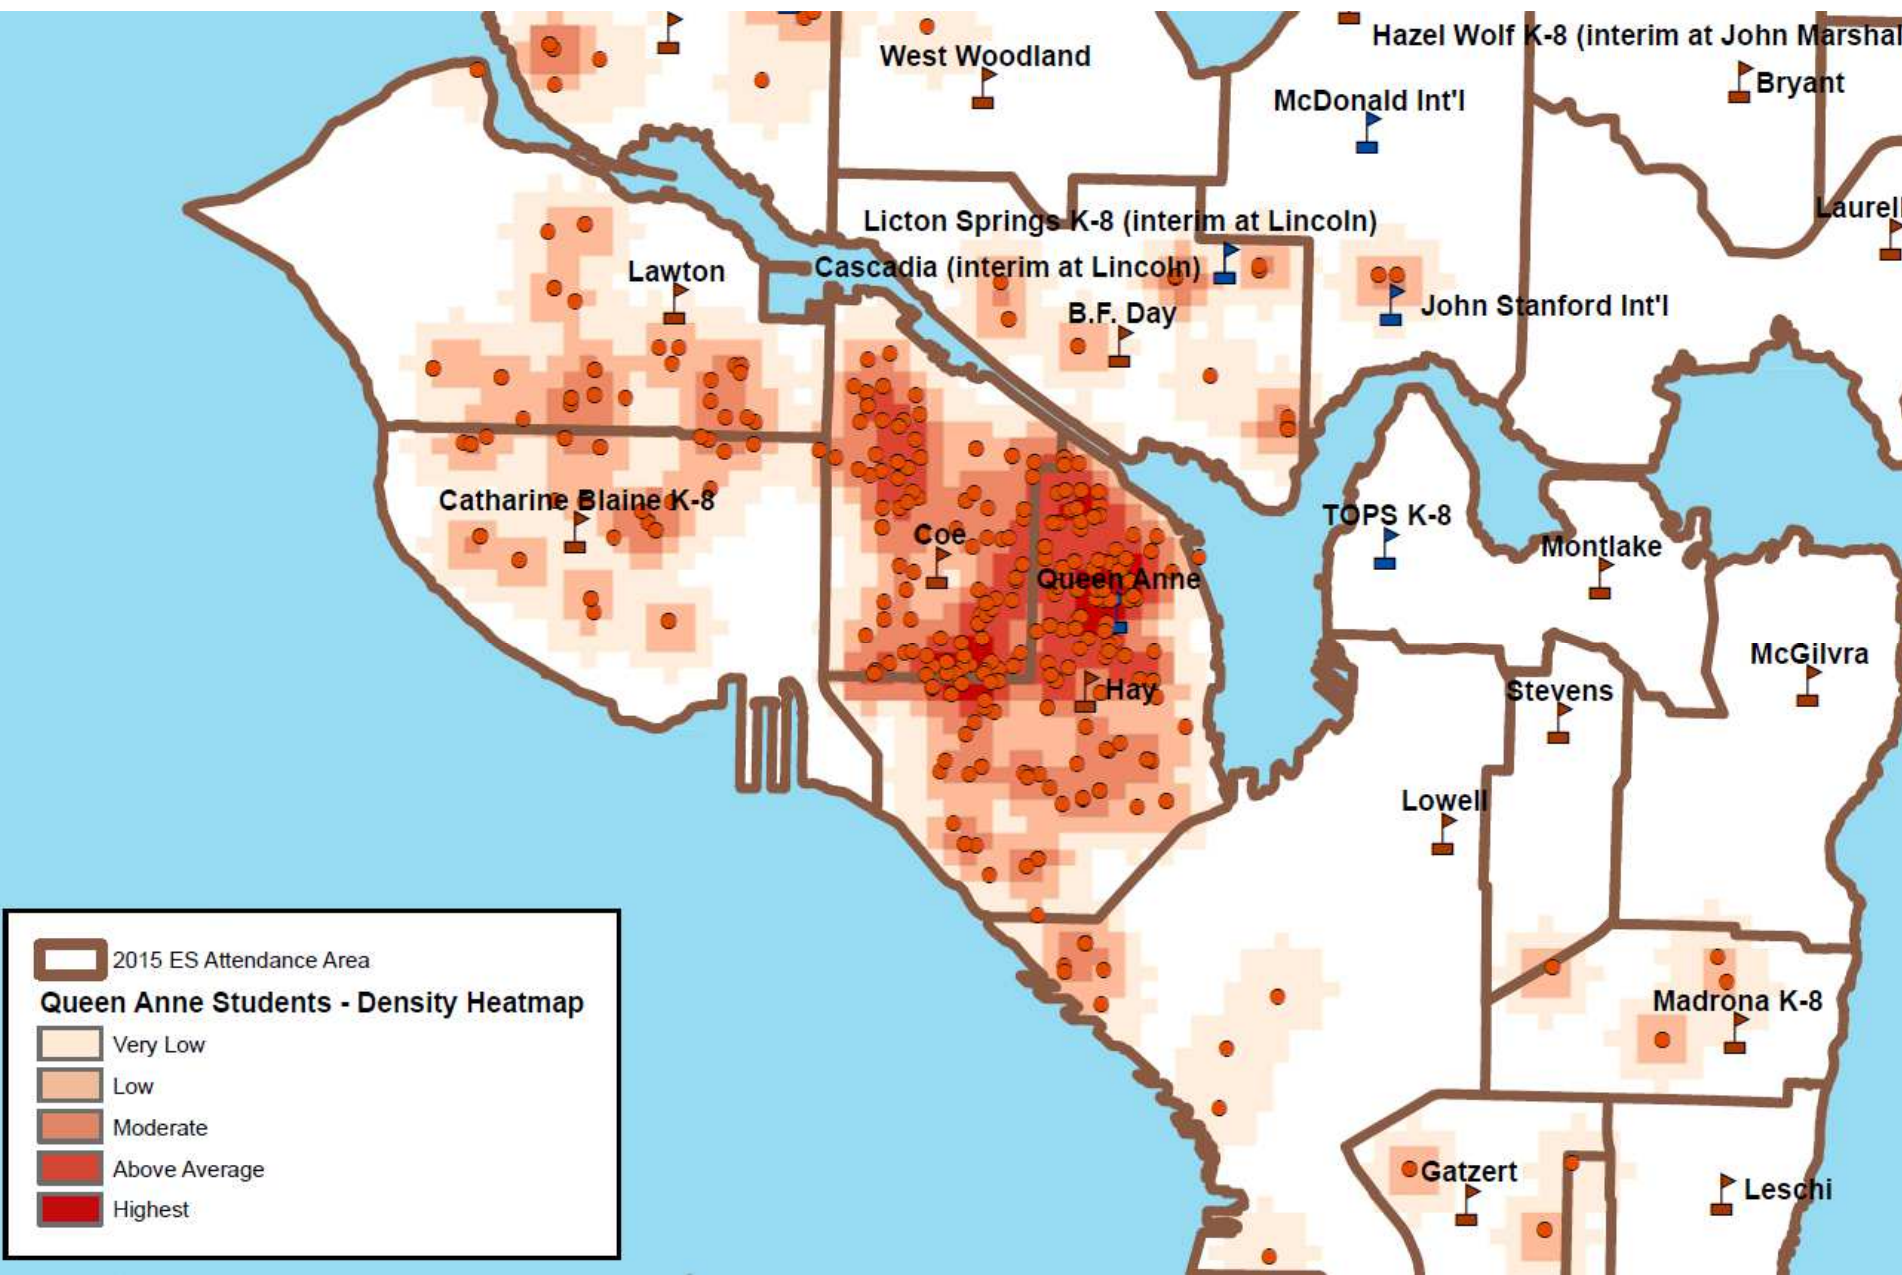 Hazel Wolf K-8 (interim at John Marshal
West Woodland
Bryant
McDonald Int'l
Laurel
Licton Springs K-8 (interim at Lincoln)
Lawton
Cascadia (interim at Lincoln)
John Stanford Int'l
B.F. Day
Catharine Blaine K-8
TOPS K-8
Coe
Montlake
Queen Anne
McGilvra
Hay
Stevens
Lowell
Madrona K-8
Gatzert
Leschi
2015 ES Attendance Area
Queen Anne Students - Density Heatmap
Very Low
Low
Moderate
Above Average
Highest